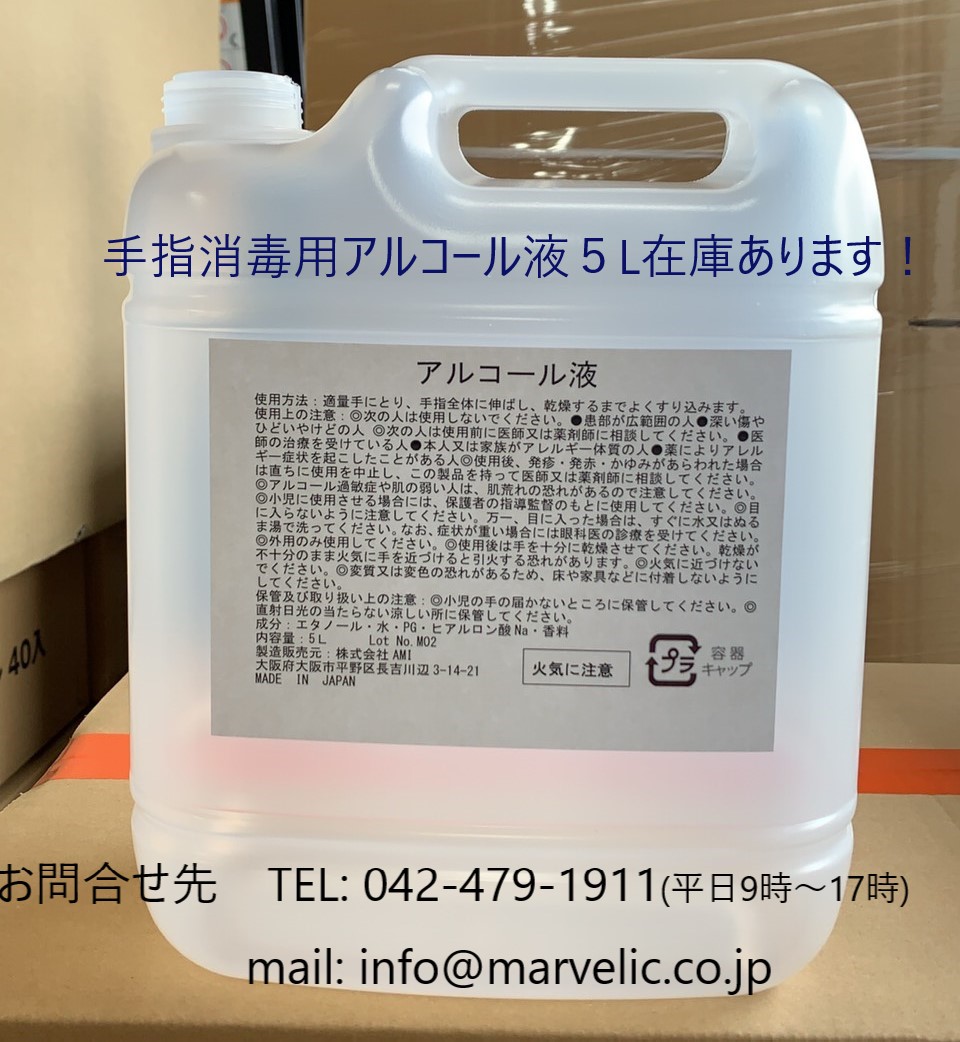 手指消毒用アルコール液５L在庫あります！
アルコール液
使用方法：適量手にとり、手指全体に伸ばし、乾燥するまでよくすり込みます。
使用上の注意：◎次の人は使用しないでください。●患部が広範囲の人●深い傷や
ひどいやけどの人 ◎次の人は使用前に医師又は薬剤師に相談してください。●医
師の治療を受けている人●本人又は家族がアレルギー体質の人●薬によりアレル
ギー症状を起こしたことがある人◎使用後、発疹・発赤・かゆみがあらわれた場合
は直ちに使用を中止し、この製品を持って医師又は薬剤師に相談してください。
◎アルコール過敏症や肌の弱い人は、肌荒れの恐れがあるので注意してください。
◎小児に使用させる場合には、保護者の指導監督のもとに使用してください。◎目
に入らないように注意してください。万一、目に入った場合は、すぐに水又はぬる
ま湯で洗ってください。なお、症状が重い場合には眼科医の診療を受けてください。
◎外用のみ使用してください。◎使用後は手を十分に乾燥させてください。乾燥が
不十分のまま火気に手を近づけると引火する恐れがあります。◎火気に近づけない
でください。◎変質又は変色の恐れがあるため、床や家具などに付着しないように
してください。
保管及び取り扱い上の注意：◎小児の手の届かないところに保管してください。◎
直射日光の当たらない涼しい所に保管してください。
成分：エタノール・水・PG・ヒアルロン酸Na・香料
内容量：5L Lot No.M02
製造販売元：株式会社AMI
大阪府大阪市平野区長吉川辺3-14-21
MADE IN JAPAN
火気に注意
プラ
容器
キャップ
40入
お問合せ先 TEL: 042-479-1911(平日9時～17時)
mail: info@marvelic.co.jp